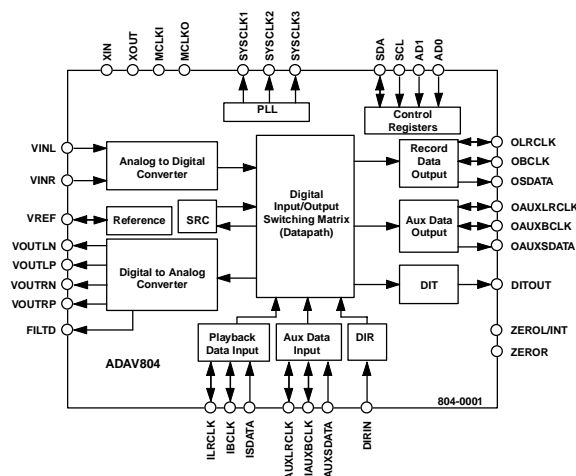 XIN
XOUT
MCLKI
MCLKO
SYSCLK1
SYSCLK2
SYSCLK3
SDA
SCL
AD1
AD0
PLL
Control
Registers
VINL
VINR
VREF
VOUTLN
VOUTLP
VOUTRN
VOUTRP
FILTD
Analog to Digital
Converter
Reference
SRC
Digital to Analog
Converter
Digital
Input/Output
Switching Matrix
(Datapath)
Record
Data
Output
Aux Data
Output
DIT
OLRCLK
OBCLK
OSDATA
OAUXLRCLK
OAUXBCLK
OAUXSDATA
DITOUT
ZEROL/INT
ZEROR
Playback
Data Input
Aux Data
Input
DIR
ADAV804
804-0001
ILRCLK
IBCLK
ISDATA
IAUXLRCLK
IAUXBCLK
IAUXSDATA
DIRIN